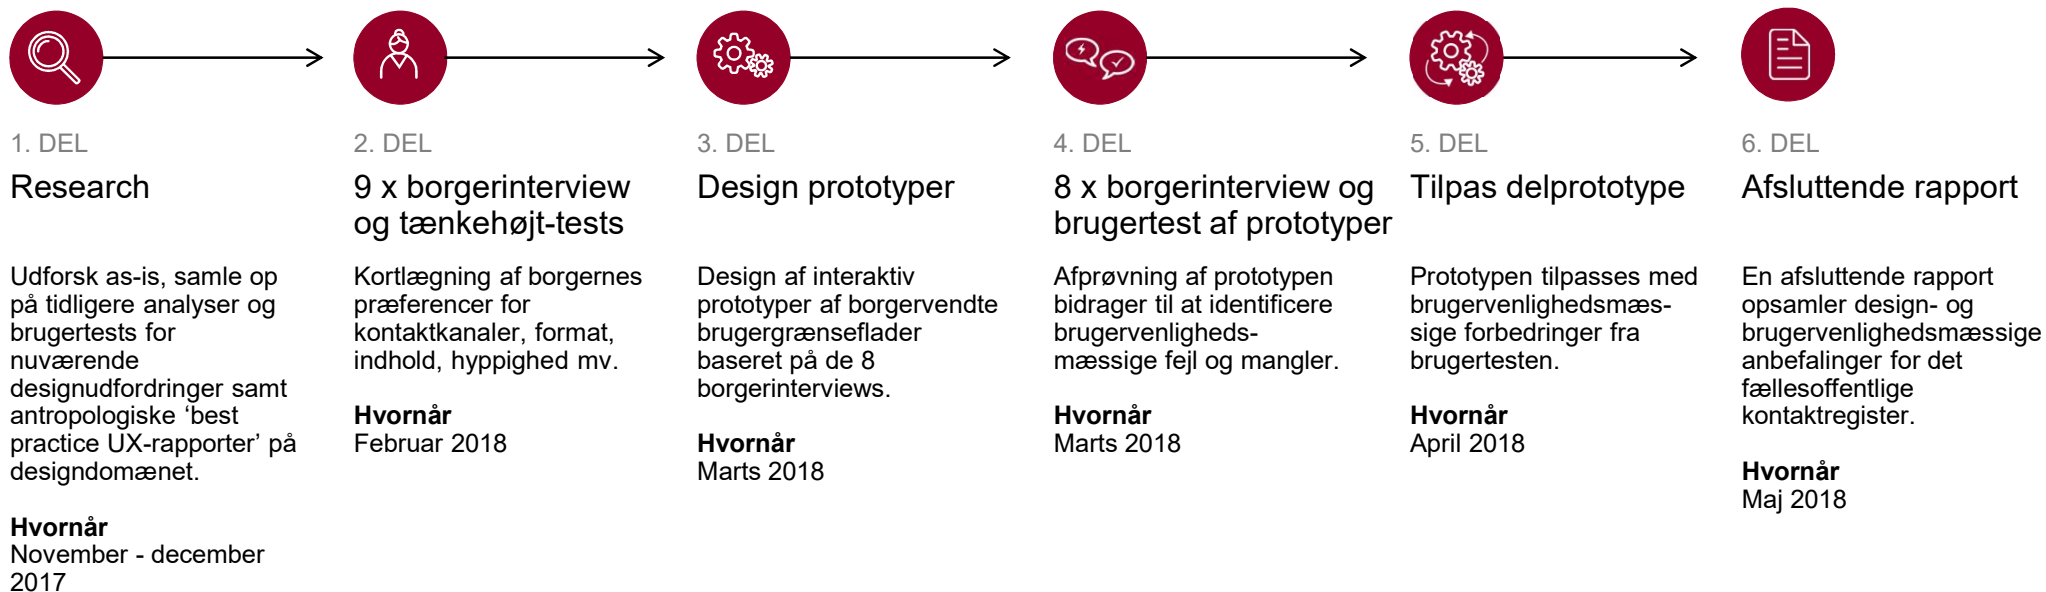 1. DEL
Research
Udforsk as-is, samle op
på tidligere analyser og
brugertests for
nuværende
designudfordringer samt
antropologiske ‘best
practice UX-rapporter’ på
designdomænet.
Hvornår
November - december
2017
2. DEL
9 x borgerinterview
og tænkehøjt-tests
Kortlægning af borgernes
præferencer for
kontaktkanaler, format,
indhold, hyppighed mv.
Hvornår
Februar 2018
3. DEL
Design prototyper
Design af interaktiv
prototyper af borgervendte
brugergrænseflader
baseret på de 8
borgerinterviews.
Hvornår
Marts 2018
4. DEL
8 x borgerinterview og
brugertest af prototyper
Afprøvning af prototypen
bidrager til at identificere
brugervenligheds-
mæssige fejl og mangler.
Hvornår
Marts 2018
5. DEL
Tilpas delprototype
Prototypen tilpasses med
brugervenlighedsmæs-
sige forbedringer fra
brugertesten.
Hvornår
April 2018
6. DEL
Afsluttende rapport
En afsluttende rapport
opsamler design- og
brugervenlighedsmæssige
anbefalinger for det
fællesoffentlige
kontaktregister.
Hvornår
Maj 2018